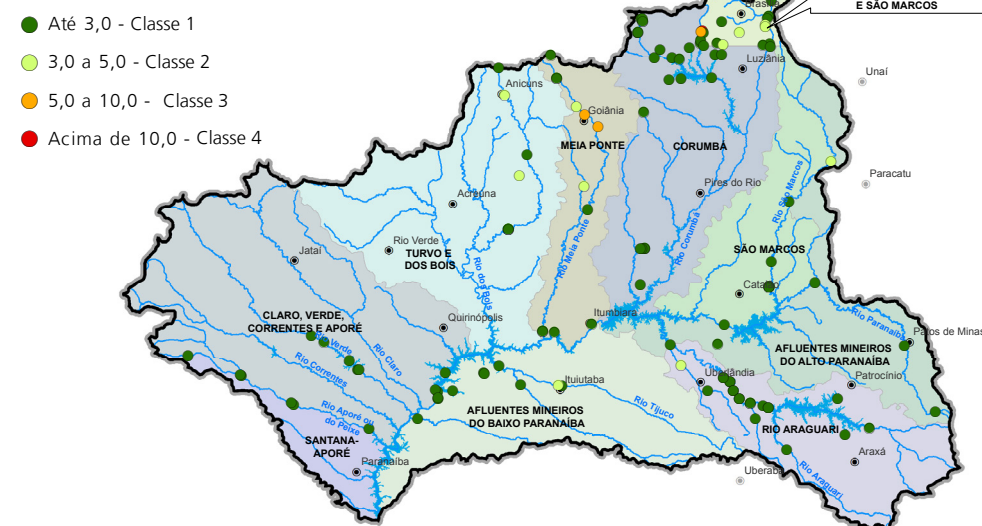 Até 3,0 - Classe 1
3,0 a 5,0 - Classe 2
5,0 a 10,0 - Classe 3
Acima de 10,0 - Classe 4
E SÃO MARCOS
Brasília
Luziânia
Unaí
Anicuns
Goiânia
MEIA PONTE
CORUMBÁ
Paracatu
Pires do Rio
Acreúna
Rio São Marcos
Rio Verde
TURVO E
DOS BOIS
Jataí
Rio dos Bois
Rio Meia Ponte
Rio Corumbá
SÃO MARCOS
Catalão
CLARO, VERDE,
CORRENTES E APORÉ
Quirinópolis
Itumbiara
Rio Paranaíba
Patos de Minas
Rio Verde
Rio Claro
Rio Correntes
AFLUENTES MINEIROS
DO ALTO PARANAÍBA
Uberlândia
Patrocínio
Ituiutaba
Rio Tijuco
Rio Aporé ou
do Peixe
AFLUENTES MINEIROS
DO BAIXO PARANAÍBA
RIO ARAGUARI
SANTANA-
APORÉ
Paranaíba
Araxá
Uberaba
Rio Araguari